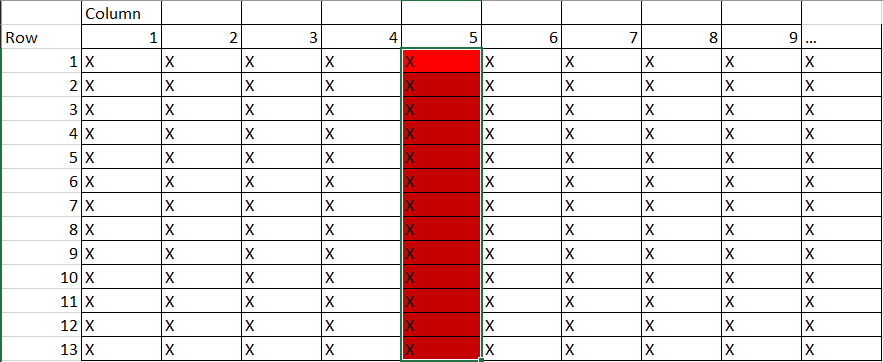 Column
Row 1 2 3 4 5 6 7 8 9 ...
1 X X X X X X X X X X
2 X X X X X X X X X X
3 X X X X X X X X X X
4 X X X X X X X X X X
5 X X X X X X X X X X
6 X X X X X X X X X X
7 X X X X X X X X X X
8 X X X X X X X X X X
9 X X X X X X X X X X
10 X X X X X X X X X X
11 X X X X X X X X X X
12 X X X X X X X X X X
13 X X X X X X X X X X